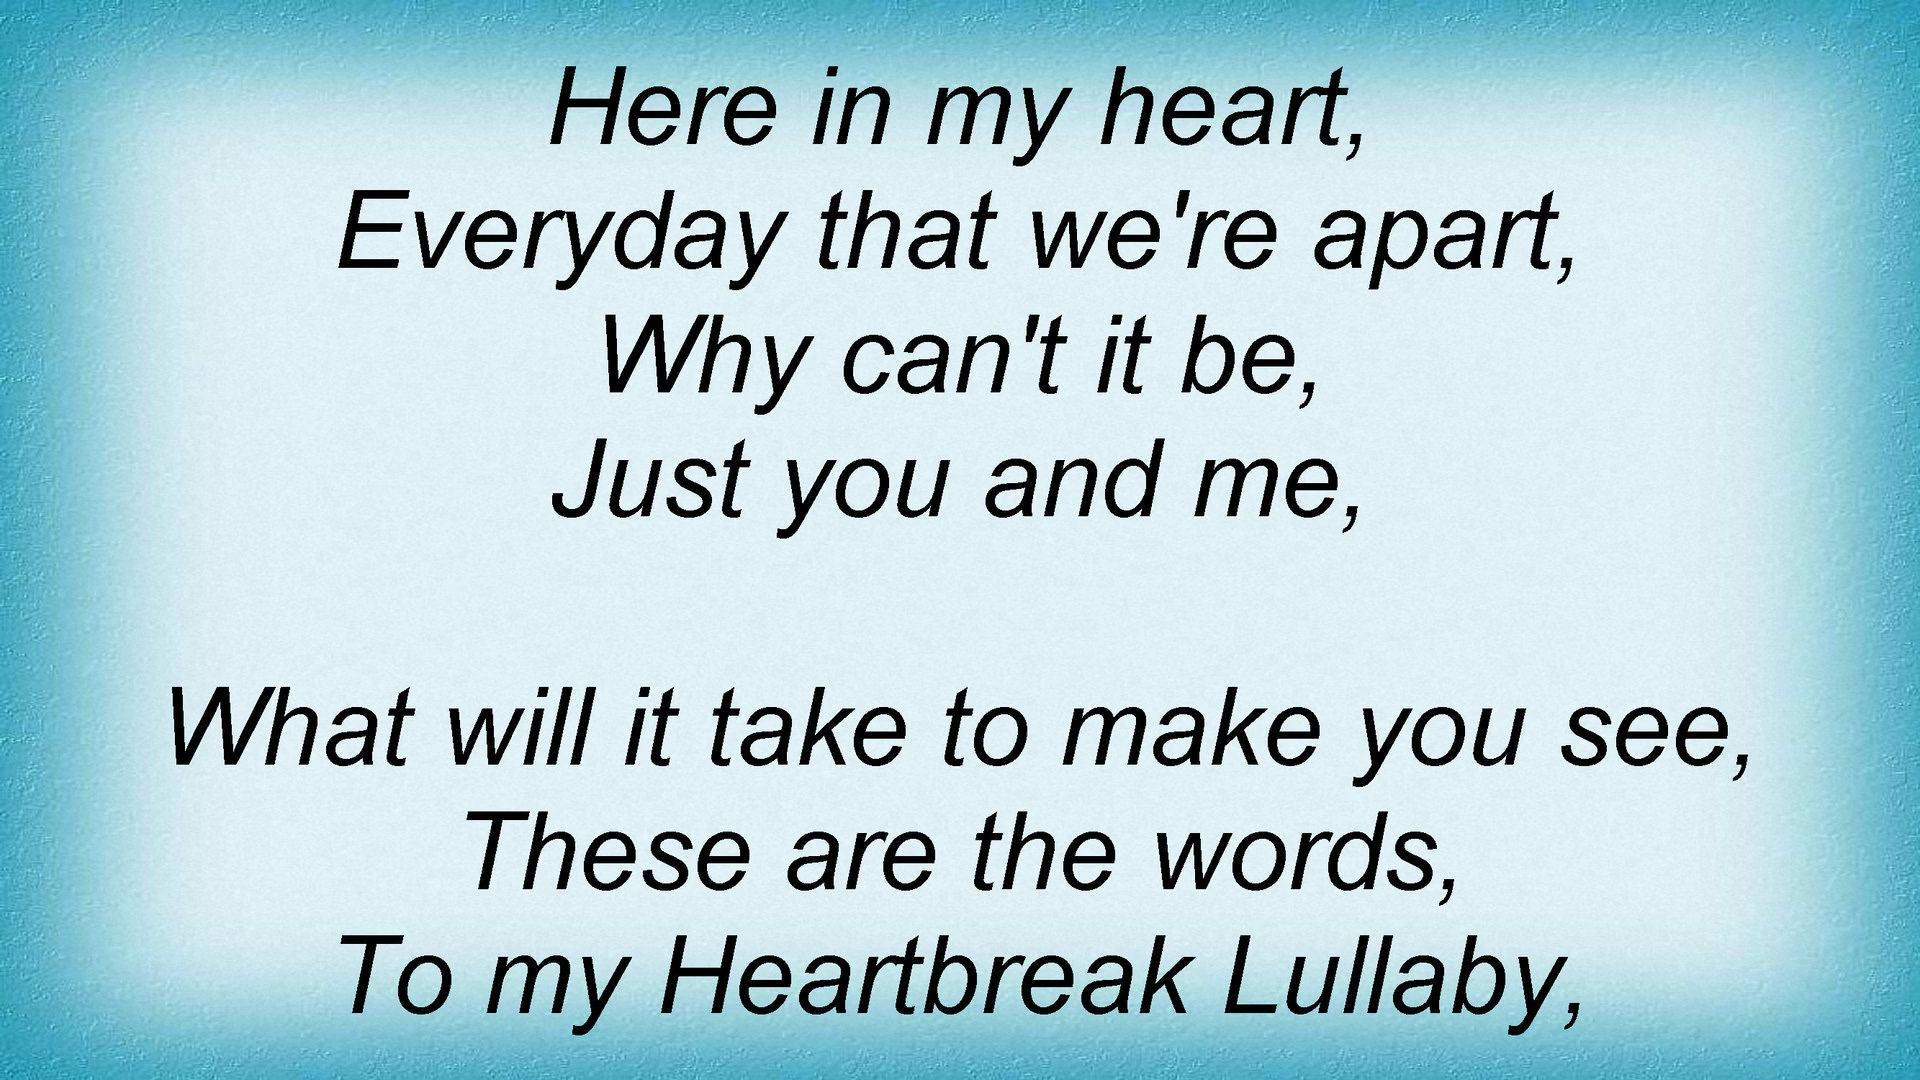 Here in my heart,
Everyday that we're apart,
Why can't it be,
Just you and me,
What will it take to make you see,
These are the words,
To my Heartbreak Lullaby,